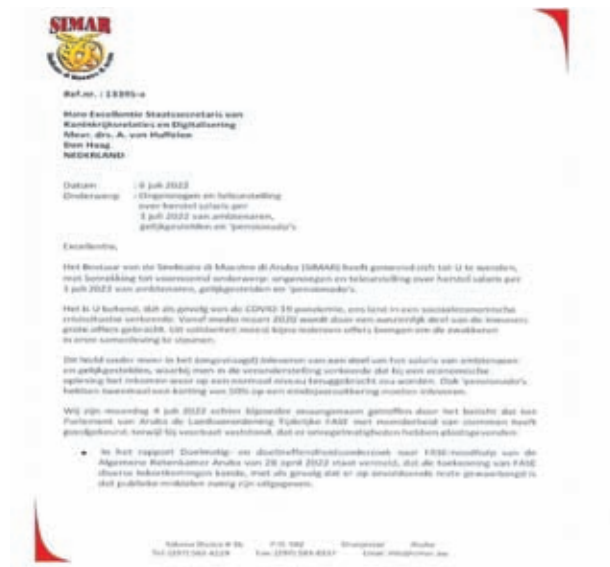 SIMAR
Ref.nr. : 13395-a
Hare Excellentie Staatssecretaris van
Koninkrijksrelaties en Digitalisering
Mevr. drs. A. van Huffelen
Den Haag
NEDERLAND
Datum : 6 juli 2022
Onderwerp : Ongenoegen en teleurstelling
over herstel salaris per
1 juli 2022 van ambtenaren,
gelijkgestelden en 'pensionado's
Excellentie,
Het Bestuur van de Sindicato di Maestro di Aruba (SIMAR) heeft gemeend zich tot U te wenden,
met betrekking tot voornoemd onderwerp: ongenoegen en teleurstelling over herstel salaris per
1 juli 2022 van ambtenaren, gelijkgestelden en 'pensionado's.
Het is U bekend, dat als gevolg van de COVID-19 pandemie, ons land in een sociaaleconomische
crisissituatie verkeerde. Vanaf medio maart 2020 wordt door een aanzienlijk deel van de inwoners
grote offers gebracht. Uit solidariteit moest bijna iedereen offers brengen om de zwakkeren
in onze samenleving te steunen.
Dit hield onder meer in het (ongevraagd) inleveren van een deel van het salaris van ambtenaren
en gelijkgestelden, waarbij men in de veronderstelling verkeerde dat bij een economische
opleving het inkomen weer op een normaal niveau teruggebracht zou worden. Ook 'pensionado's
hebben tweemaal een korting van 50% op een eindejaarsuitkering moeten inleveren.
Wij zijn maandag 4 juli 2022 echter bijzonder onaangenaam getroffen door het bericht dat het
Parlement van Aruba de Landsverordening Tijdelijke FASE met meerderheid van stemmen heeft
goedgekeurd, terwijl bij voorbaat vaststond, dat er onregelmatigheden hebben plaatsgevonden.
• In het rapport Doelmatig- en doeltreffendheidsonderzoek naar FASE-noodhulp van de
Algemene Rekenkamer Aruba van 28 april 2022 staat vermeld, dat de toekenning van FASE
diverse tekortkomingen kende, met als gevolg dat er op onvoldoende wijze gewaarborgd is
dat publieke middelen zuinig zijn uitgegeven.